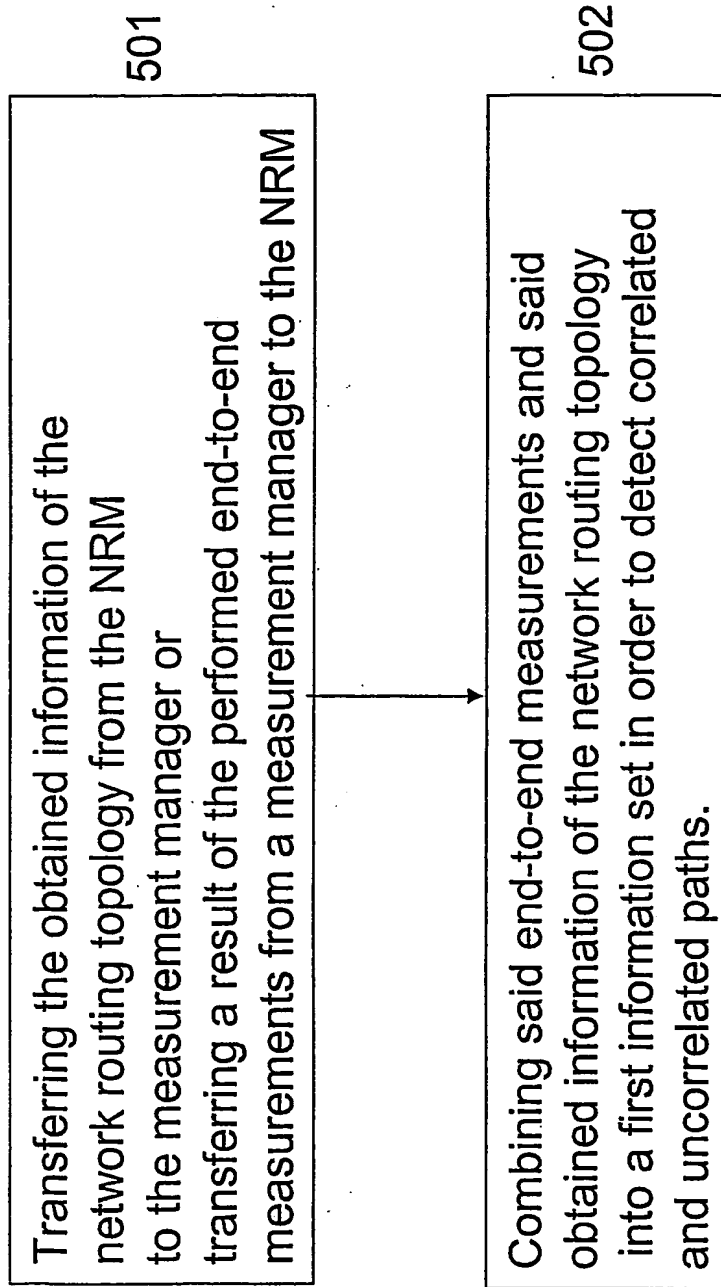 Transferring the obtained information of the
network routing topology from the NRM
to the measurement manager or
transferring a result of the performed end-to-end
measurements from a measurement manager to the NRM
501
Combining said end-to-end measurements and said
obtained information of the network routing topology
into a first information set in order to detect correlated
and uncorrelated paths.
502